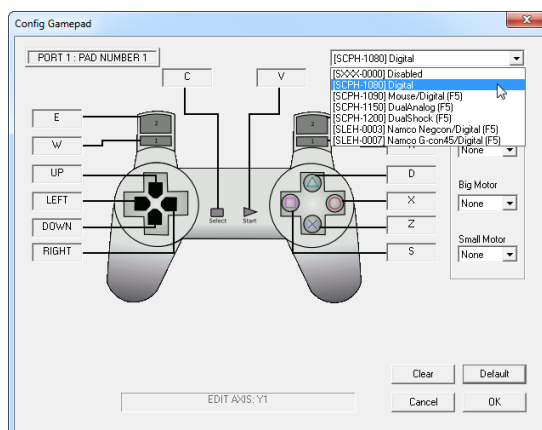 Config Gamepad
PORT 1 : PAD NUMBER 1
[SCPH-1080] Digital
[SXXX-0000] Disabled
[SCPH-1080] Digital
[SCPH-1090] Mouse/Digital (F5)
[SCPH-1150] DualAnalog (F5)
[SCPH-1200] DualShock (F5)
[SLEH-0003] Namco Negcon/Digital (F5)
[SLEH-0007] Namco G-con45/Digital (F5)
C
V
E
W
UP
LEFT
DOWN
RIGHT
2
1
2
1
Select
Start
D
X
Z
S
None
Big Motor
None
Small Motor
None
Clear
Default
EDIT AXIS: Y1
Cancel
OK